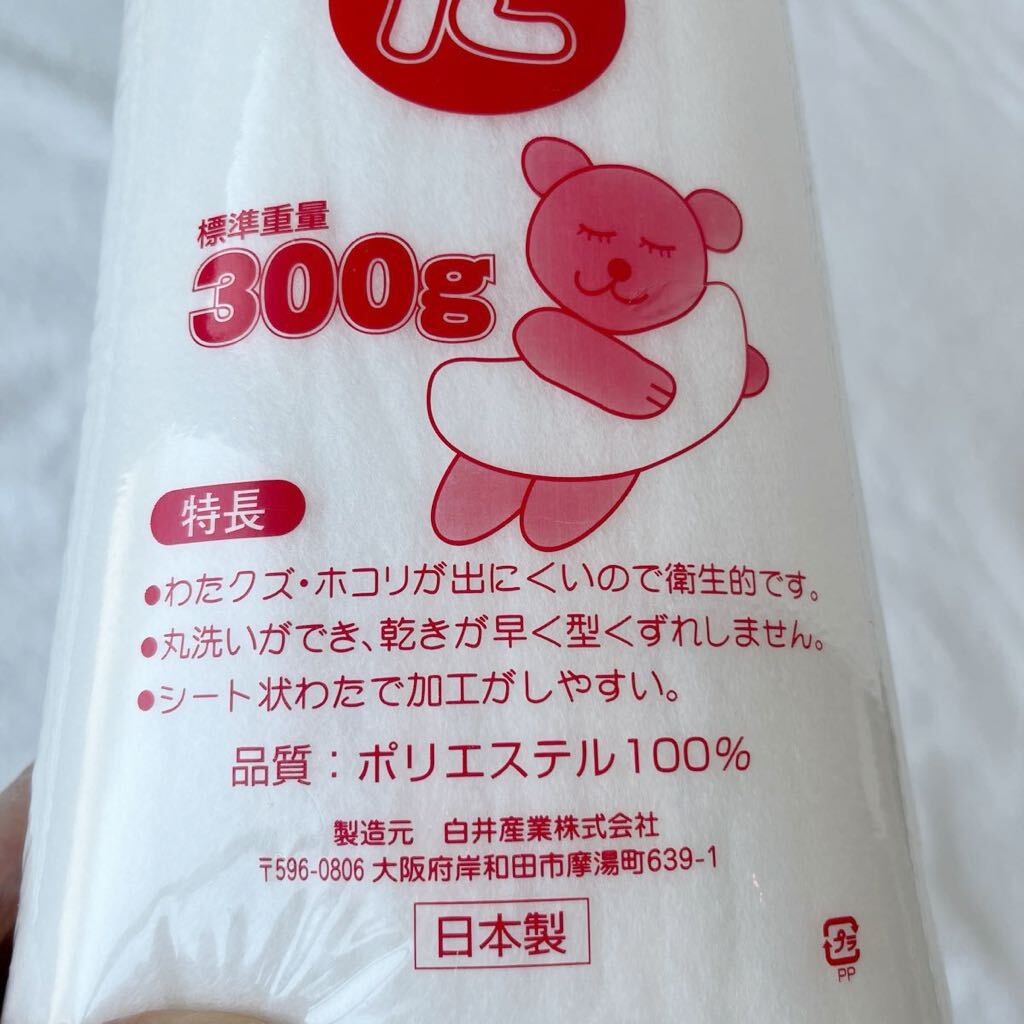 た
標準重量
300g
特長
●わたクズ・ホコリが出にくいので衛生的です。
●丸洗いができ、乾きが早く型くずれしません。
●シート状わたで加工がしやすい。
品質：ポリエステル100%
製造元　白井産業株式会社
〒596-0806 大阪府岸和田市摩湯町639-1
日本製
プラ
PP